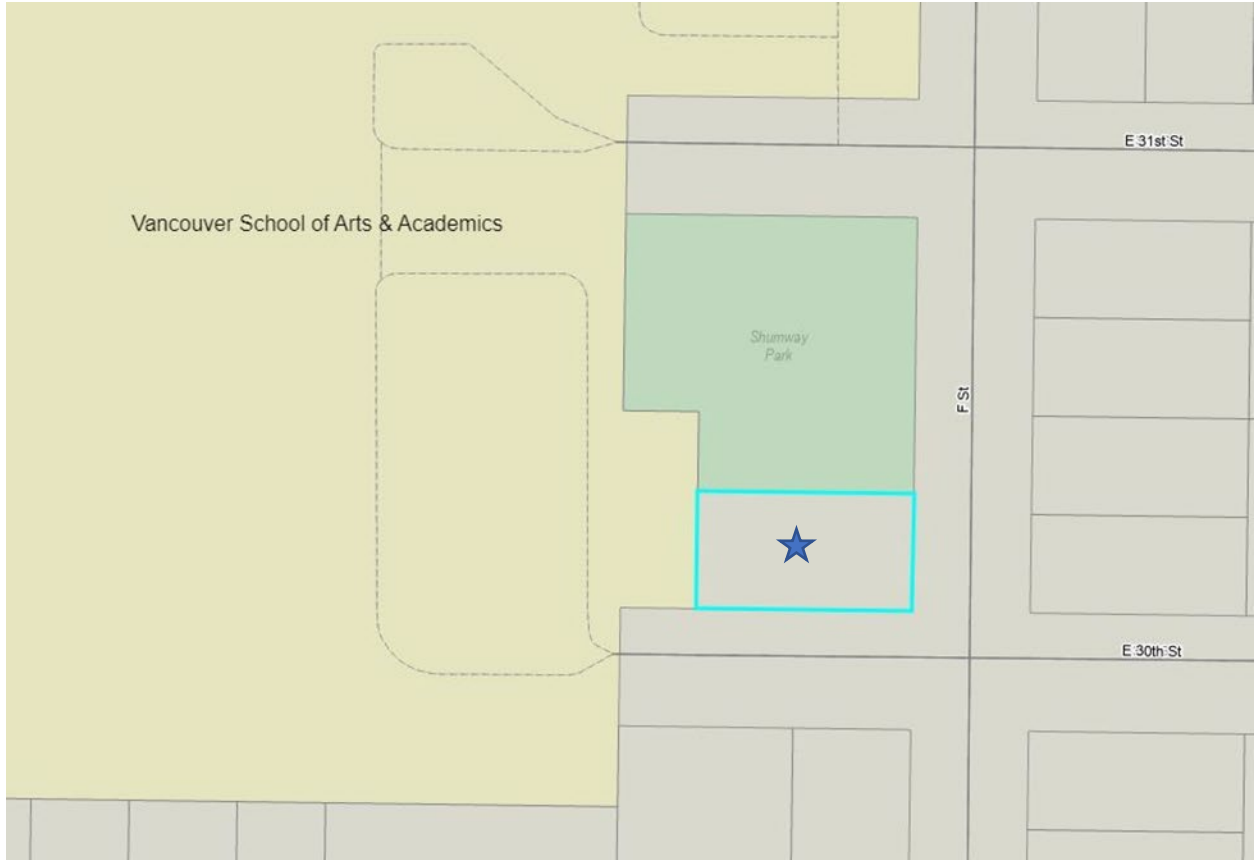 E 31st St
Vancouver School of Arts & Academics
Shumway
Park
F St
E 30th St